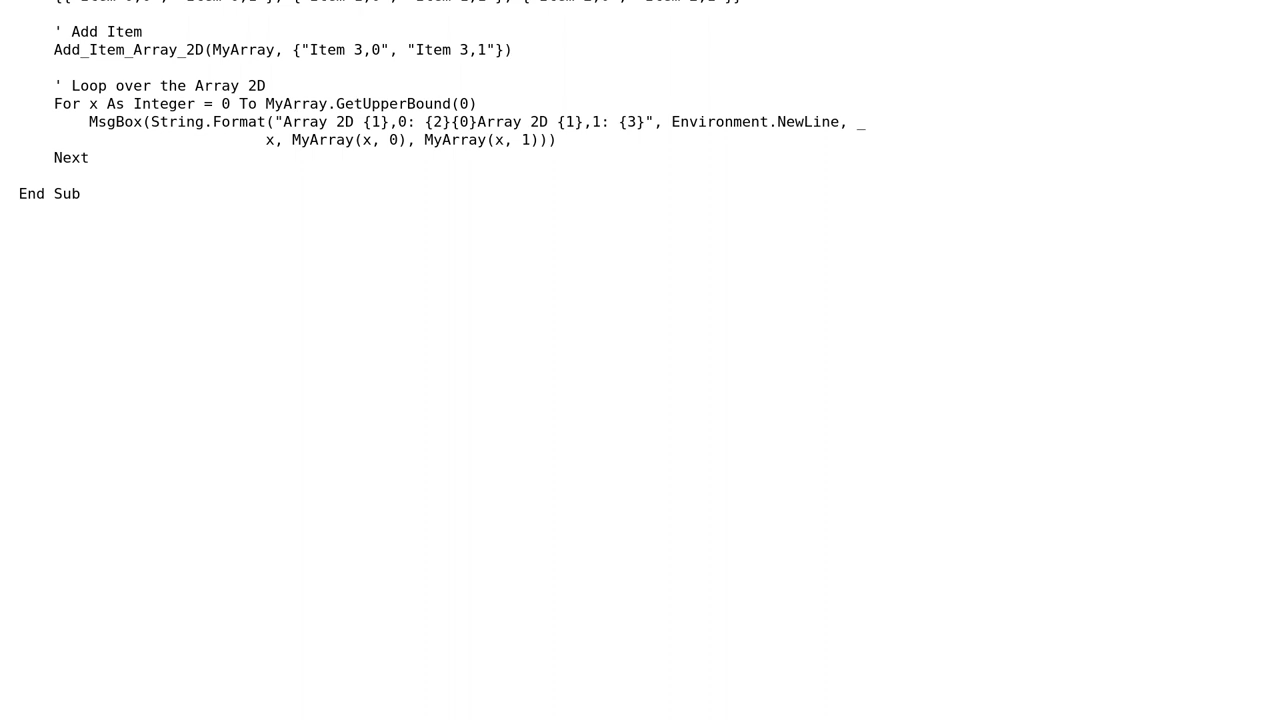 ' Add Item
Add_Item_Array_2D(MyArray, {"Item 3,0", "Item 3,1"})
' Loop over the Array 2D
For x As Integer = 0 To MyArray.GetUpperBound(0)
MsgBox(String.Format("Array 2D {1},0: {2}{0}Array 2D {1},1: {3}", Environment.NewLine, _
x, MyArray(x, 0), MyArray(x, 1)))
Next
End Sub